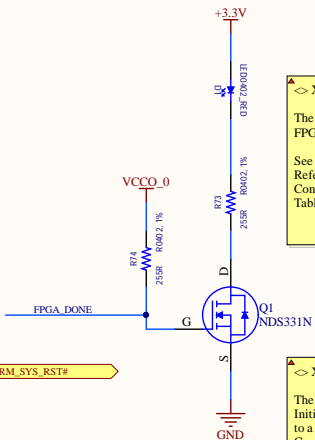 +3.3V
D1
LED0402_RED
<> X
The
FPG
See
Refe
Con
Tabl
VCCO_0
R73
R0402, 1%
255R
R74
R0402, 1%
255R
D
FPGA_DONE
G
Q1
NDS331N
S
RM_SYS_RST#
<> X
The
Initi
to a
GND